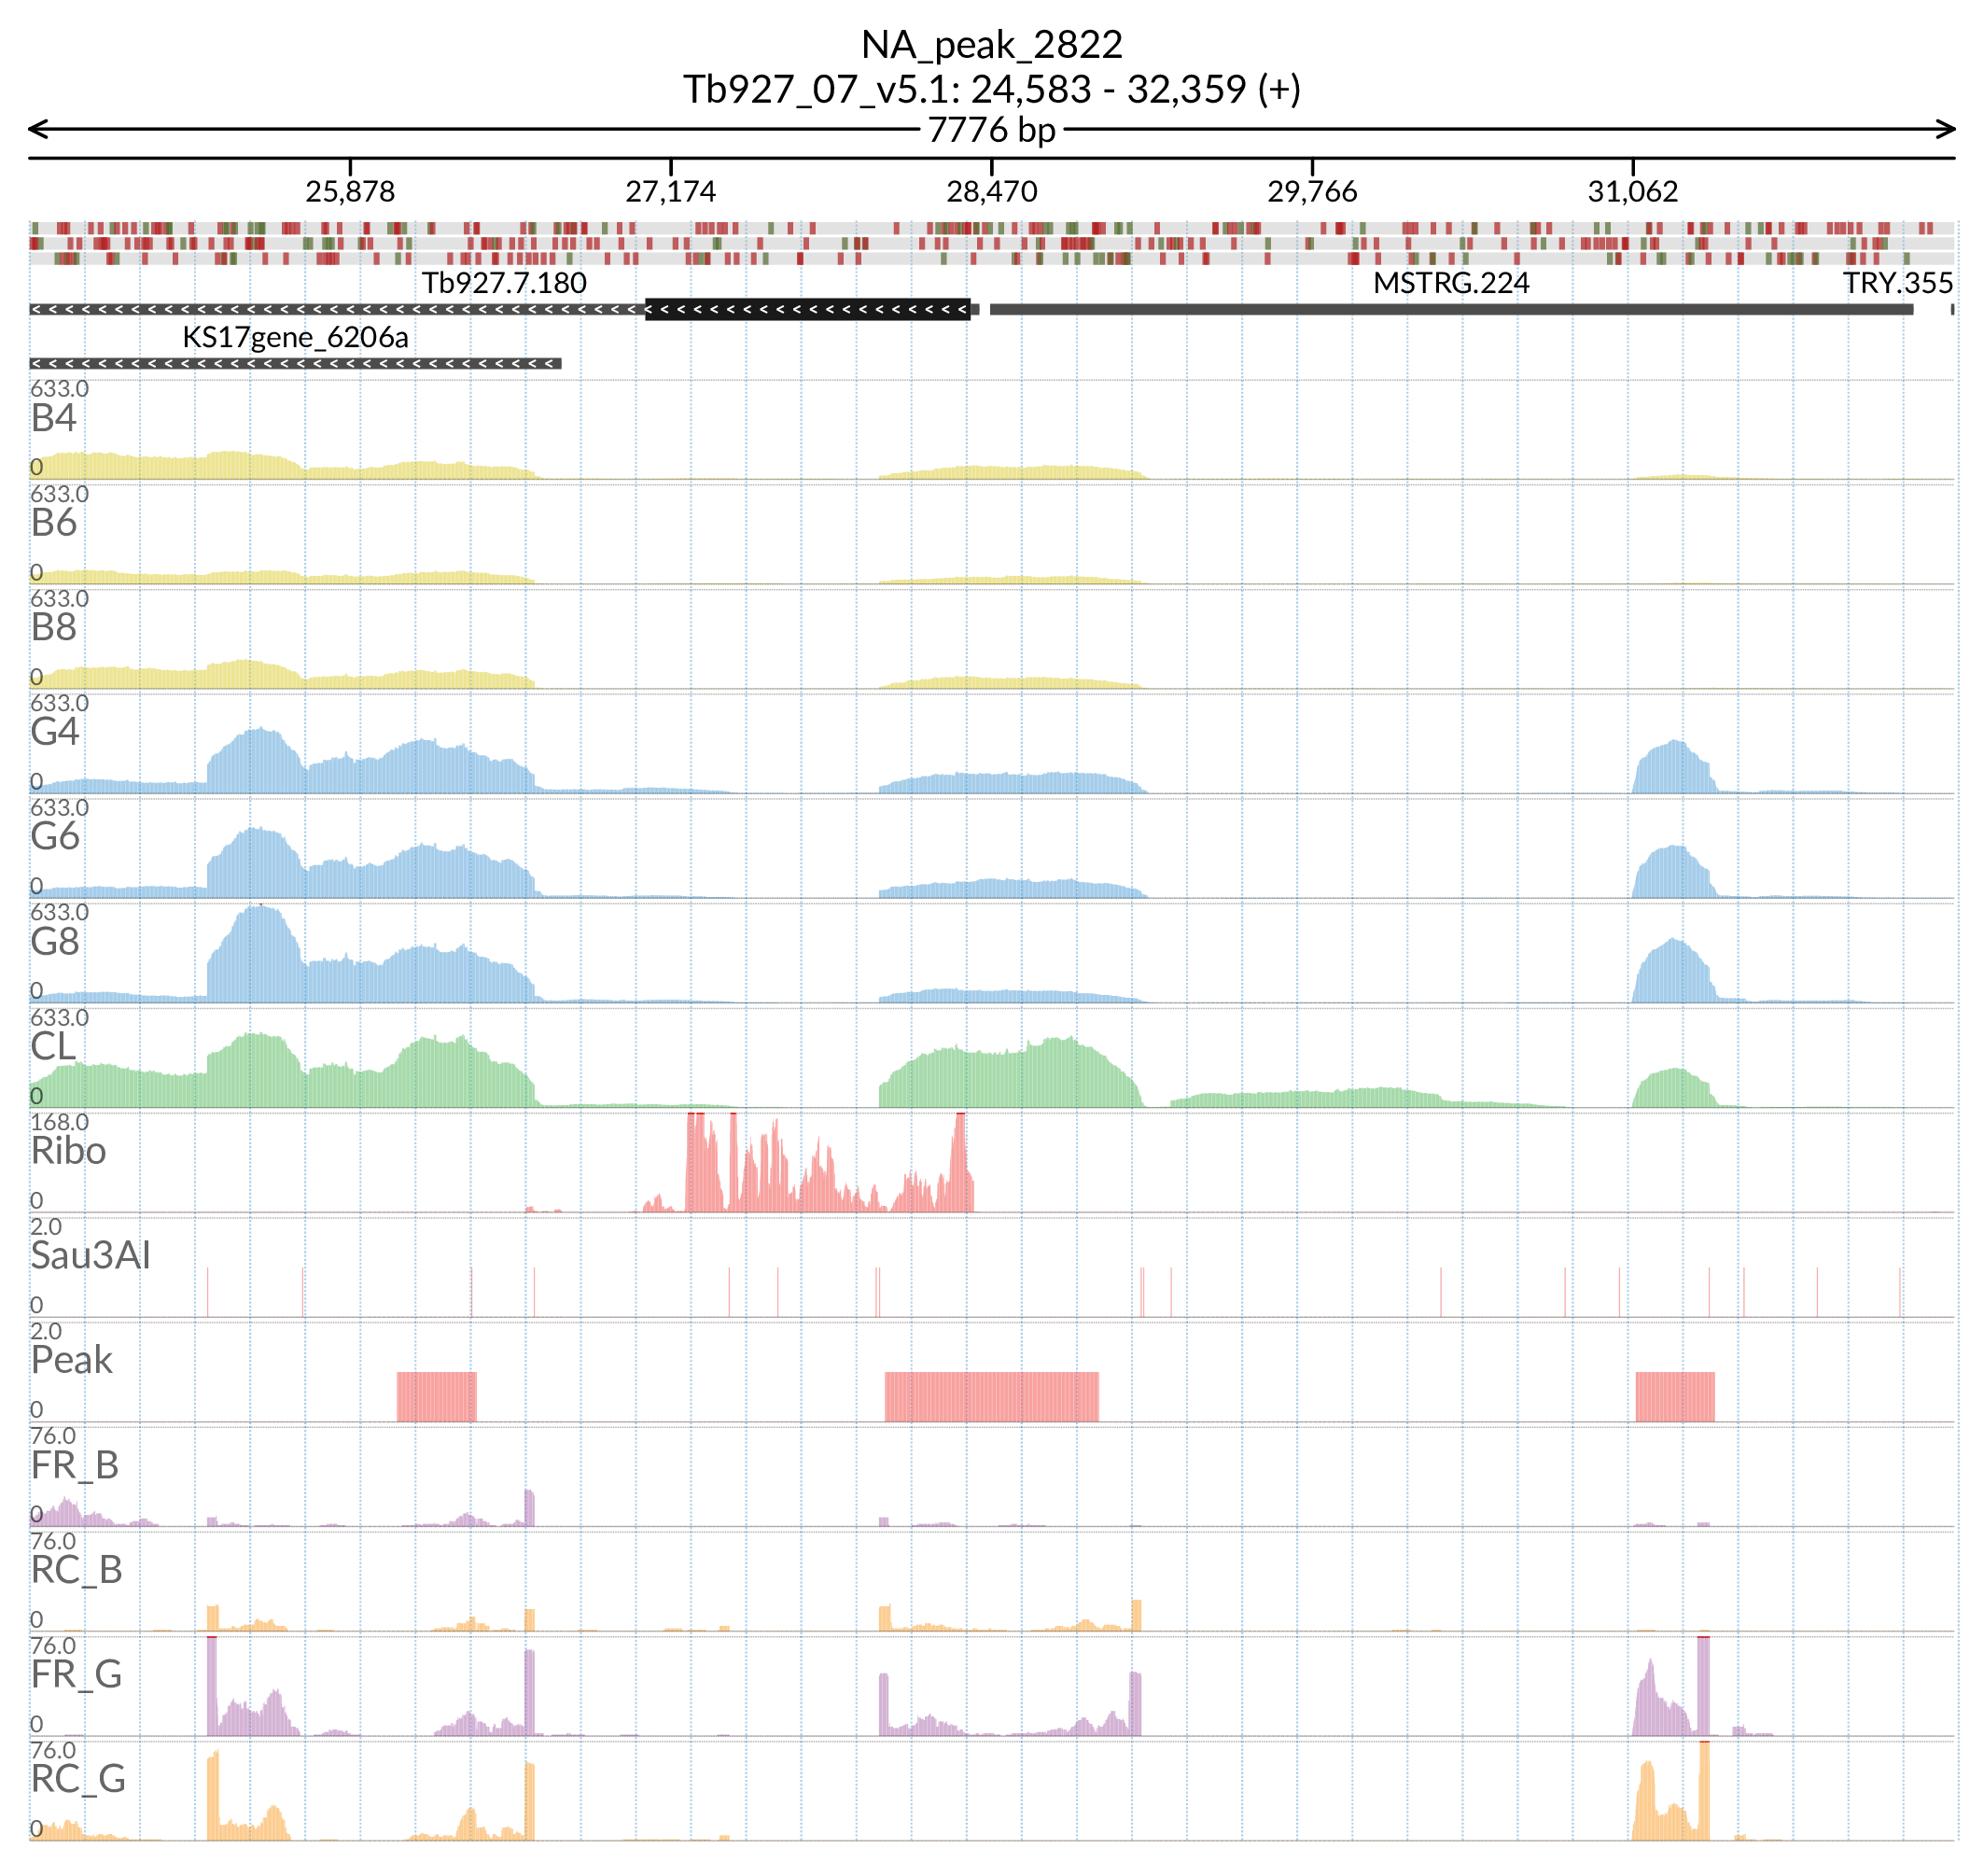 NA_peak_2822
Tb927_07_v5.1: 24,583 - 32,359 (+)
7776 bp
25,878 27,174 28,470 29,766 31,062
Tb927.7.180 MSTRG.224 TRY.355
KS17gene_6206a
633.0
B4
0
633.0
B6
0
633.0
B8
0
633.0
G4
0
633.0
G6
0
633.0
G8
0
633.0
CL
0
168.0
Ribo
0
2.0
Sau3AI
0
2.0
Peak
0
76.0
FR_B
0
76.0
RC_B
0
76.0
FR_G
0
76.0
RC_G
0